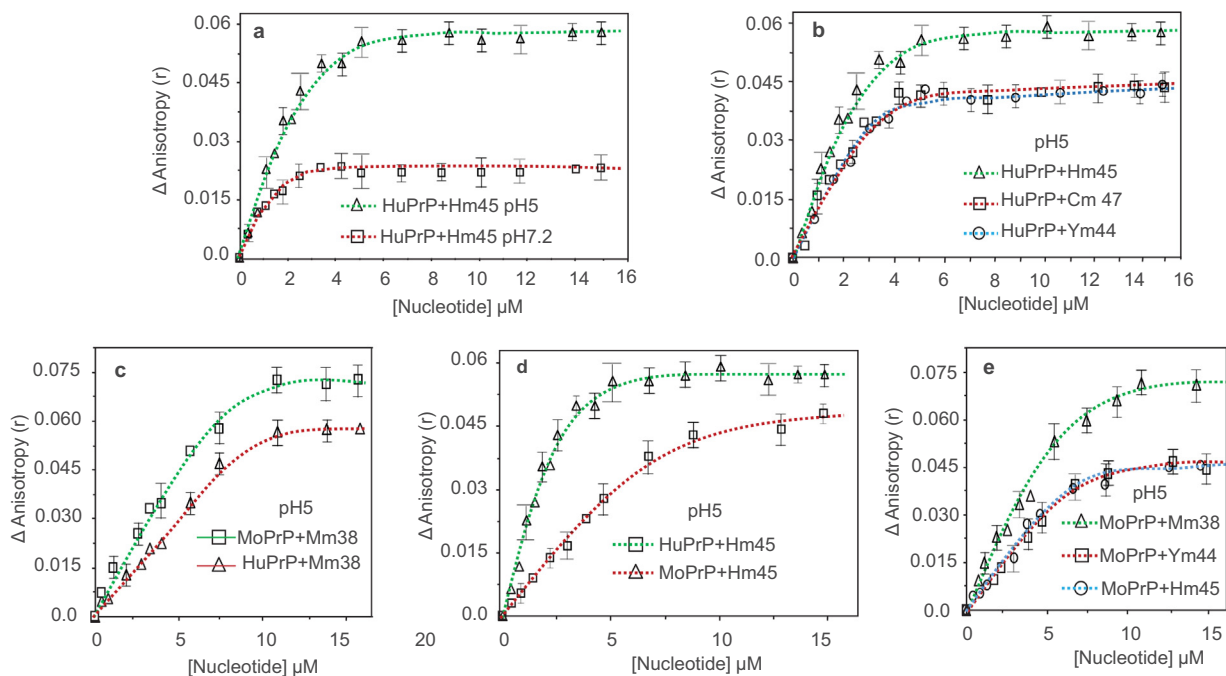 a
0.06
0.045
0.03
0.015
0.0
Δ Anisotropy (r)
HuPrP+Hm45 pH5
HuPrP+Hm45 pH7.2
0 2 4 6 8 10 12 14 16
[Nucleotide] µM
b
0.06
0.045
0.03
0.015
0.0
Δ Anisotropy (r)
pH5
HuPrP+Hm45
HuPrP+Cm 47
HuPrP+Ym44
0 2 4 6 8 10 12 14 16
[Nucleotide] µM
c
0.075
0.060
0.045
0.030
0.015
0.0
Δ Anisotropy (r)
pH5
MoPrP+Mm38
HuPrP+Mm38
0 5 10 15 20
[Nucleotide] µM
d
0.06
0.045
0.03
0.015
0.0
Δ Anisotropy (r)
pH5
HuPrP+Hm45
MoPrP+Hm45
0 5 10 15
[Nucleotide] µM
e
0.075
0.060
0.045
0.030
0.015
0.0
Δ Anisotropy (r)
pH5
MoPrP+Mm38
MoPrP+Ym44
MoPrP+Hm45
0 5 10 15
[Nucleotide] µM